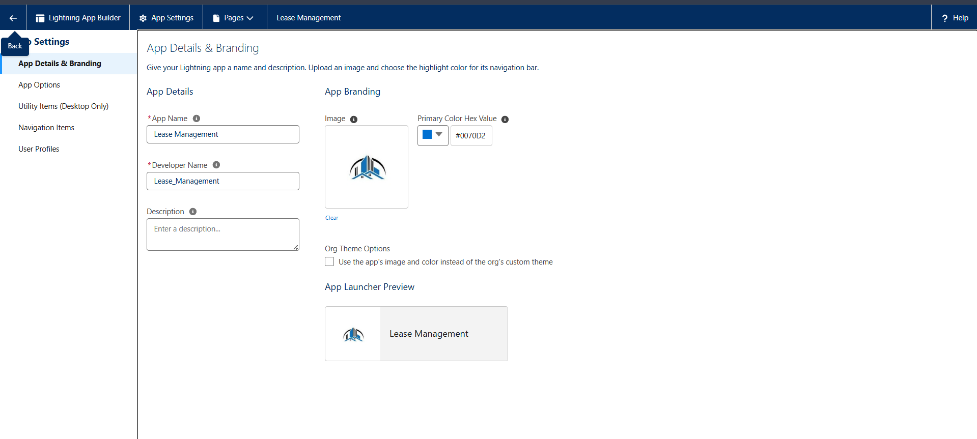 Lightning App Builder App Settings Pages Lease Management ? Help
Back
p Settings
App Details & Branding
App Options
Utility Items (Desktop Only)
Navigation Items
User Profiles
App Details & Branding
Give your Lightning app a name and description. Upload an image and choose the highlight color for its navigation bar.
App Details
*App Name
Lease Management
*Developer Name
Lease_Management
Description
Enter a description...
App Branding
Image
Primary Color Hex Value
#0070D2
Clear
Org Theme Options
Use the app's image and color instead of the org's custom theme
App Launcher Preview
Lease Management